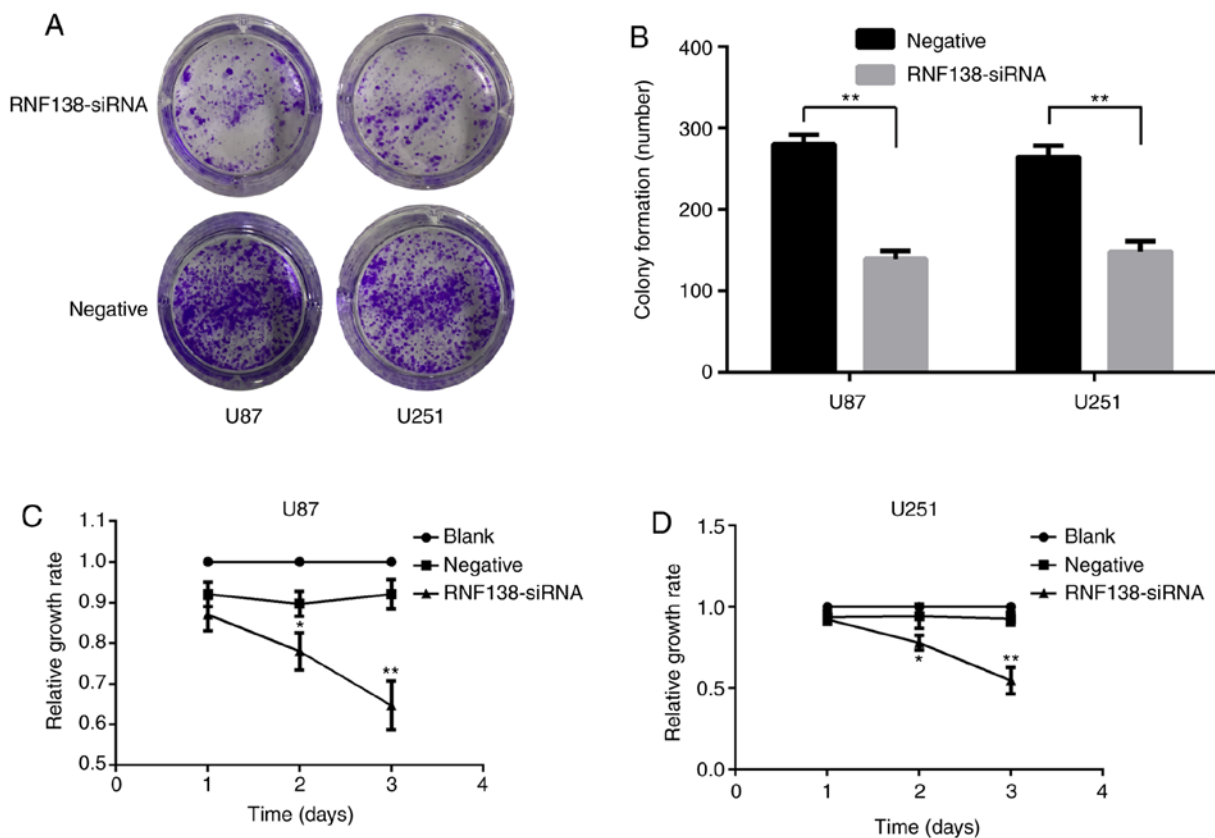 A
RNF138-siRNA
Negative
U87 U251
B
Negative
RNF138-siRNA
Colony formation (number)
400
300
200
100
0
** **
U87 U251
C
U87
Relative growth rate
1.1
1.0
0.9
0.8
0.7
0.6
0.5
Blank
Negative
RNF138-siRNA
*
**
0 1 2 3 4
Time (days)
D
U251
Relative growth rate
1.5
1.0
0.5
0.0
Blank
Negative
RNF138-siRNA
*
**
0 1 2 3 4
Time (days)